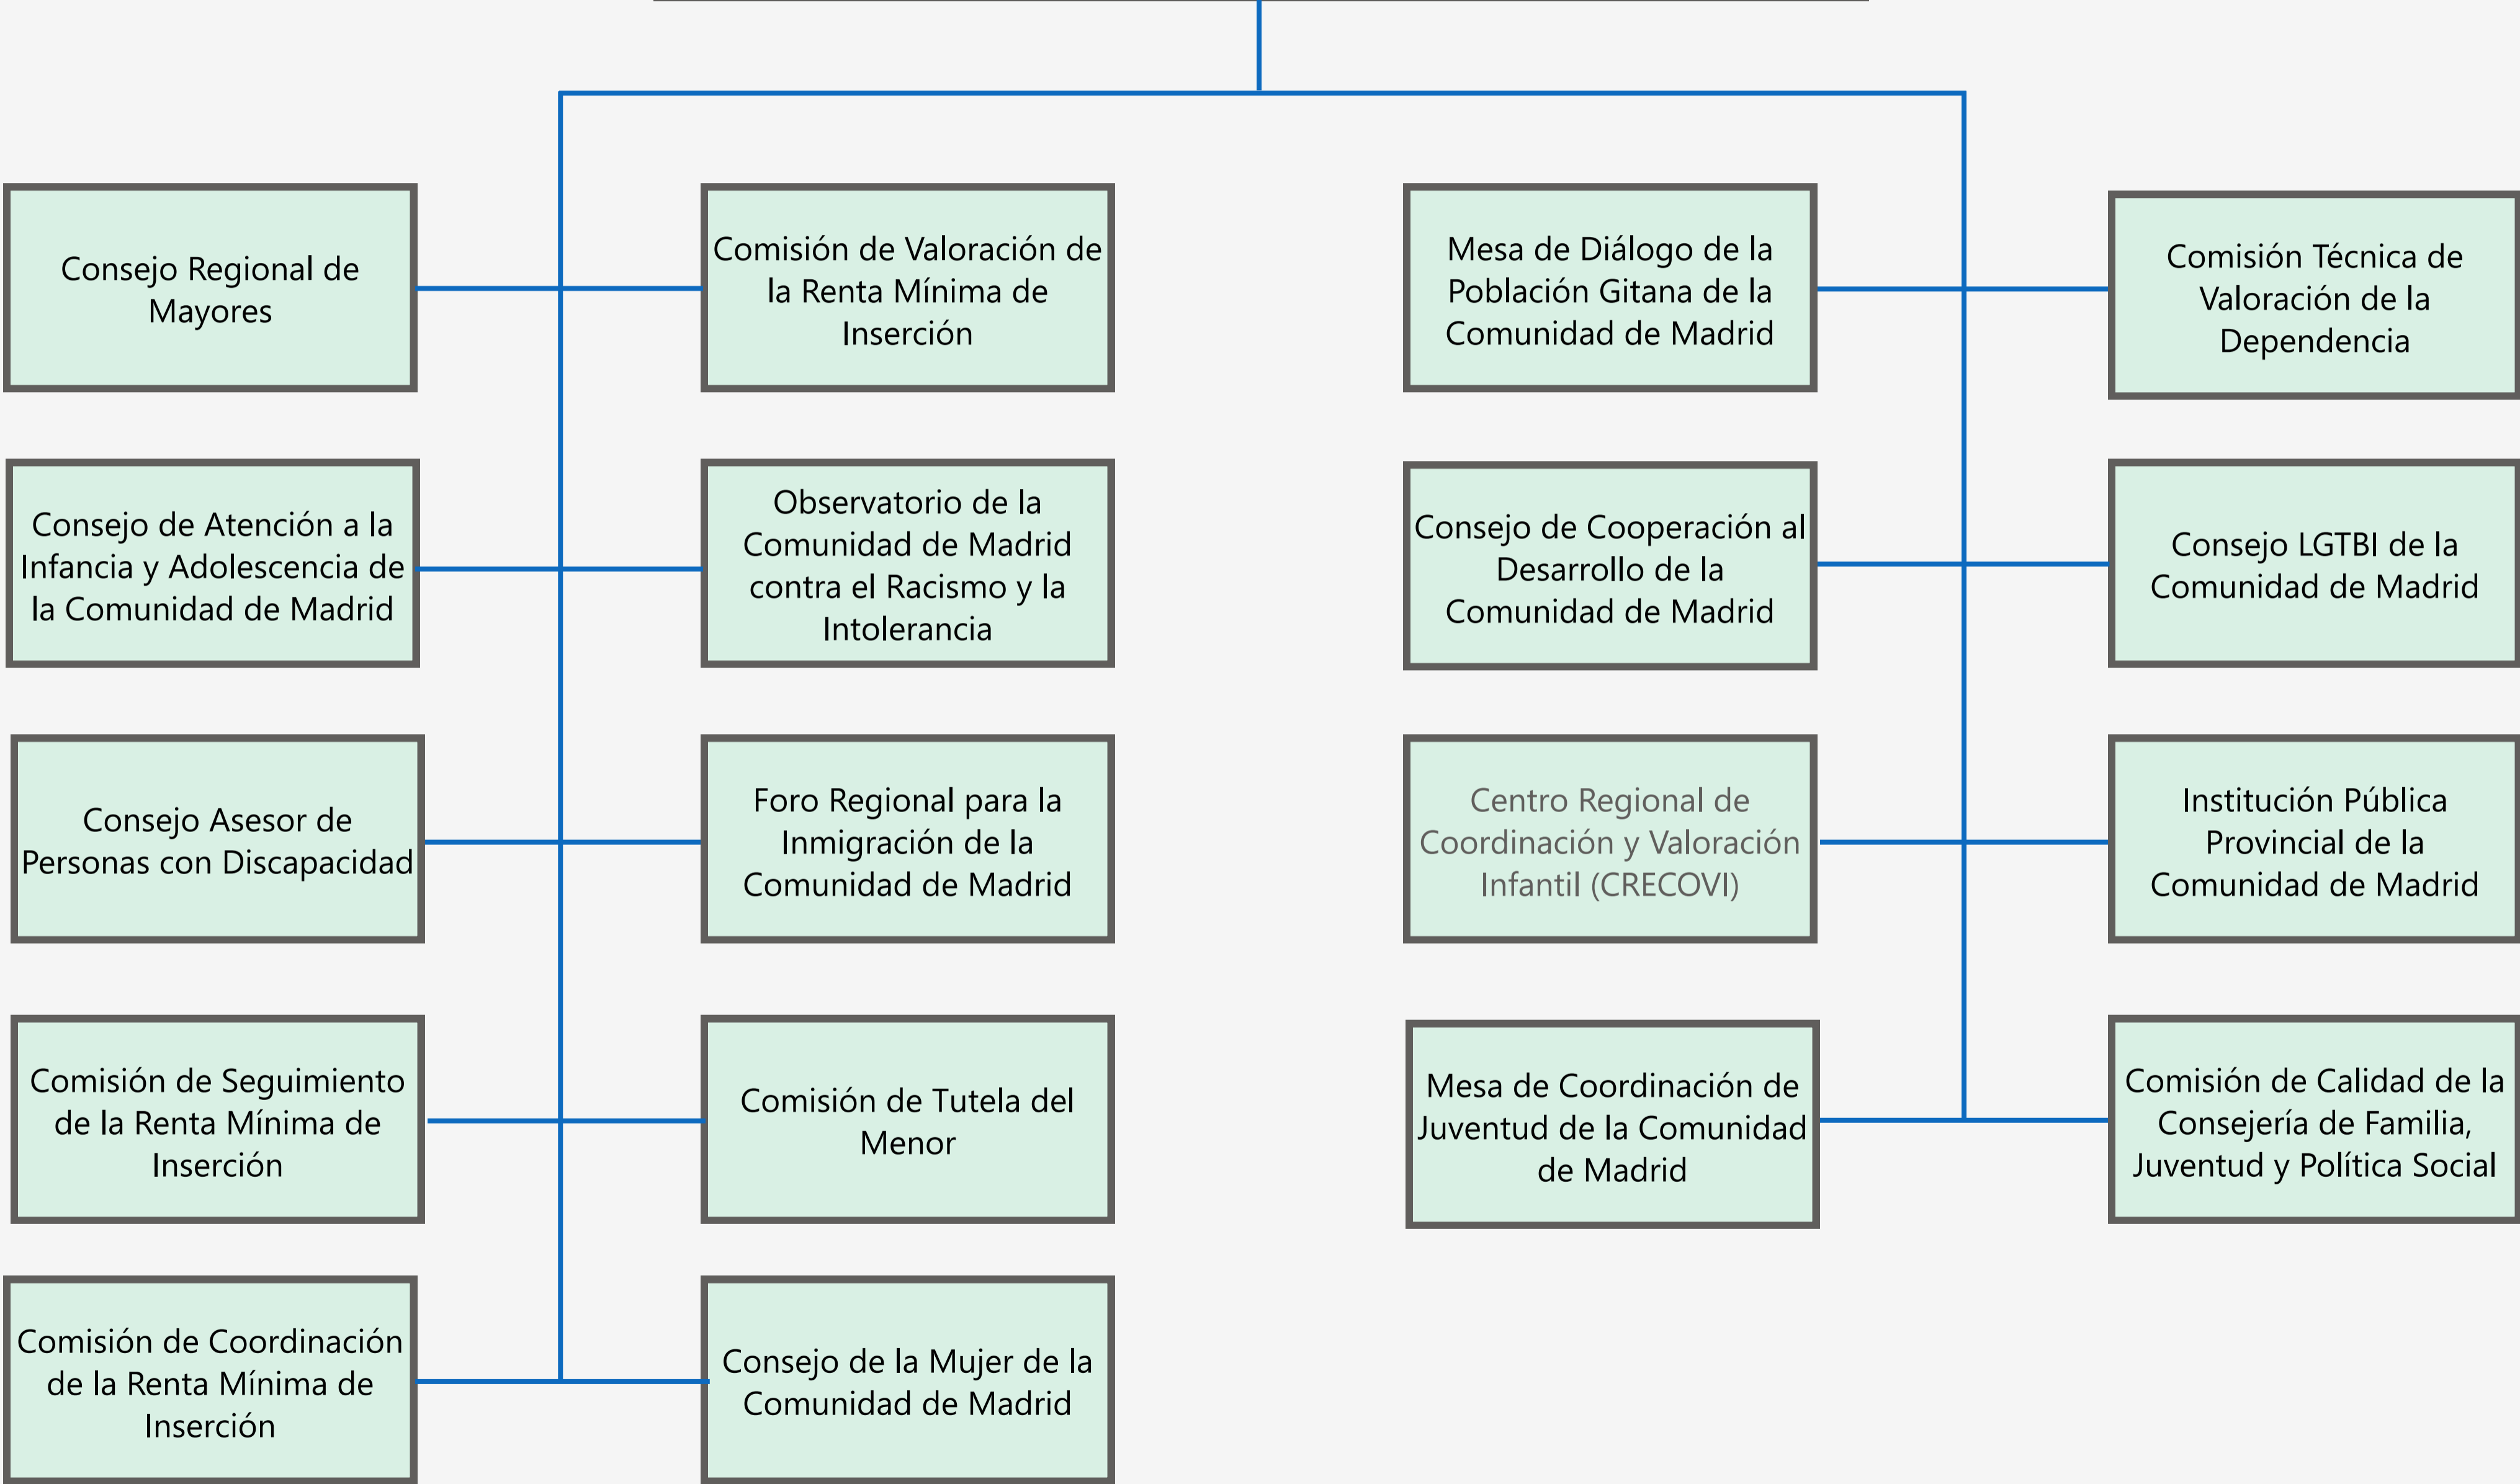 Consejo Regional de
Mayores
Comisión de Valoración de
la Renta Mínima de
Inserción
Mesa de Diálogo de la
Población Gitana de la
Comunidad de Madrid
Comisión Técnica de
Valoración de la
Dependencia
Consejo de Atención a la
Infancia y Adolescencia de
la Comunidad de Madrid
Observatorio de la
Comunidad de Madrid
contra el Racismo y la
Intolerancia
Consejo de Cooperación al
Desarrollo de la
Comunidad de Madrid
Consejo LGTBI de la
Comunidad de Madrid
Consejo Asesor de
Personas con Discapacidad
Foro Regional para la
Inmigración de la
Comunidad de Madrid
Centro Regional de
Coordinación y Valoración
Infantil (CRECOVI)
Institución Pública
Provincial de la
Comunidad de Madrid
Comisión de Seguimiento
de la Renta Mínima de
Inserción
Comisión de Tutela del
Menor
Mesa de Coordinación de
Juventud de la Comunidad
de Madrid
Comisión de Calidad de la
Consejería de Familia,
Juventud y Política Social
Comisión de Coordinación
de la Renta Mínima de
Inserción
Consejo de la Mujer de la
Comunidad de Madrid